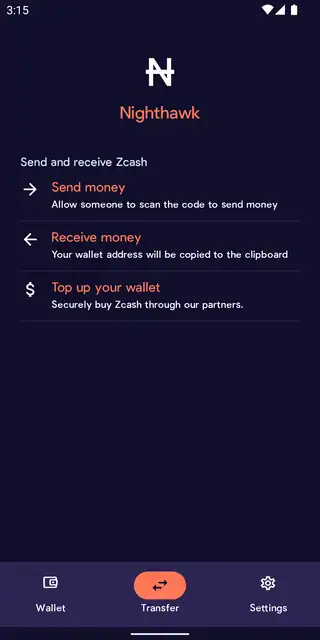 3:15
Nighthawk
Send and receive Zcash
Send money
Allow someone to scan the code to send money
Receive money
Your wallet address will be copied to the clipboard
Top up your wallet
Securely buy Zcash through our partners.
Wallet
Transfer
Settings